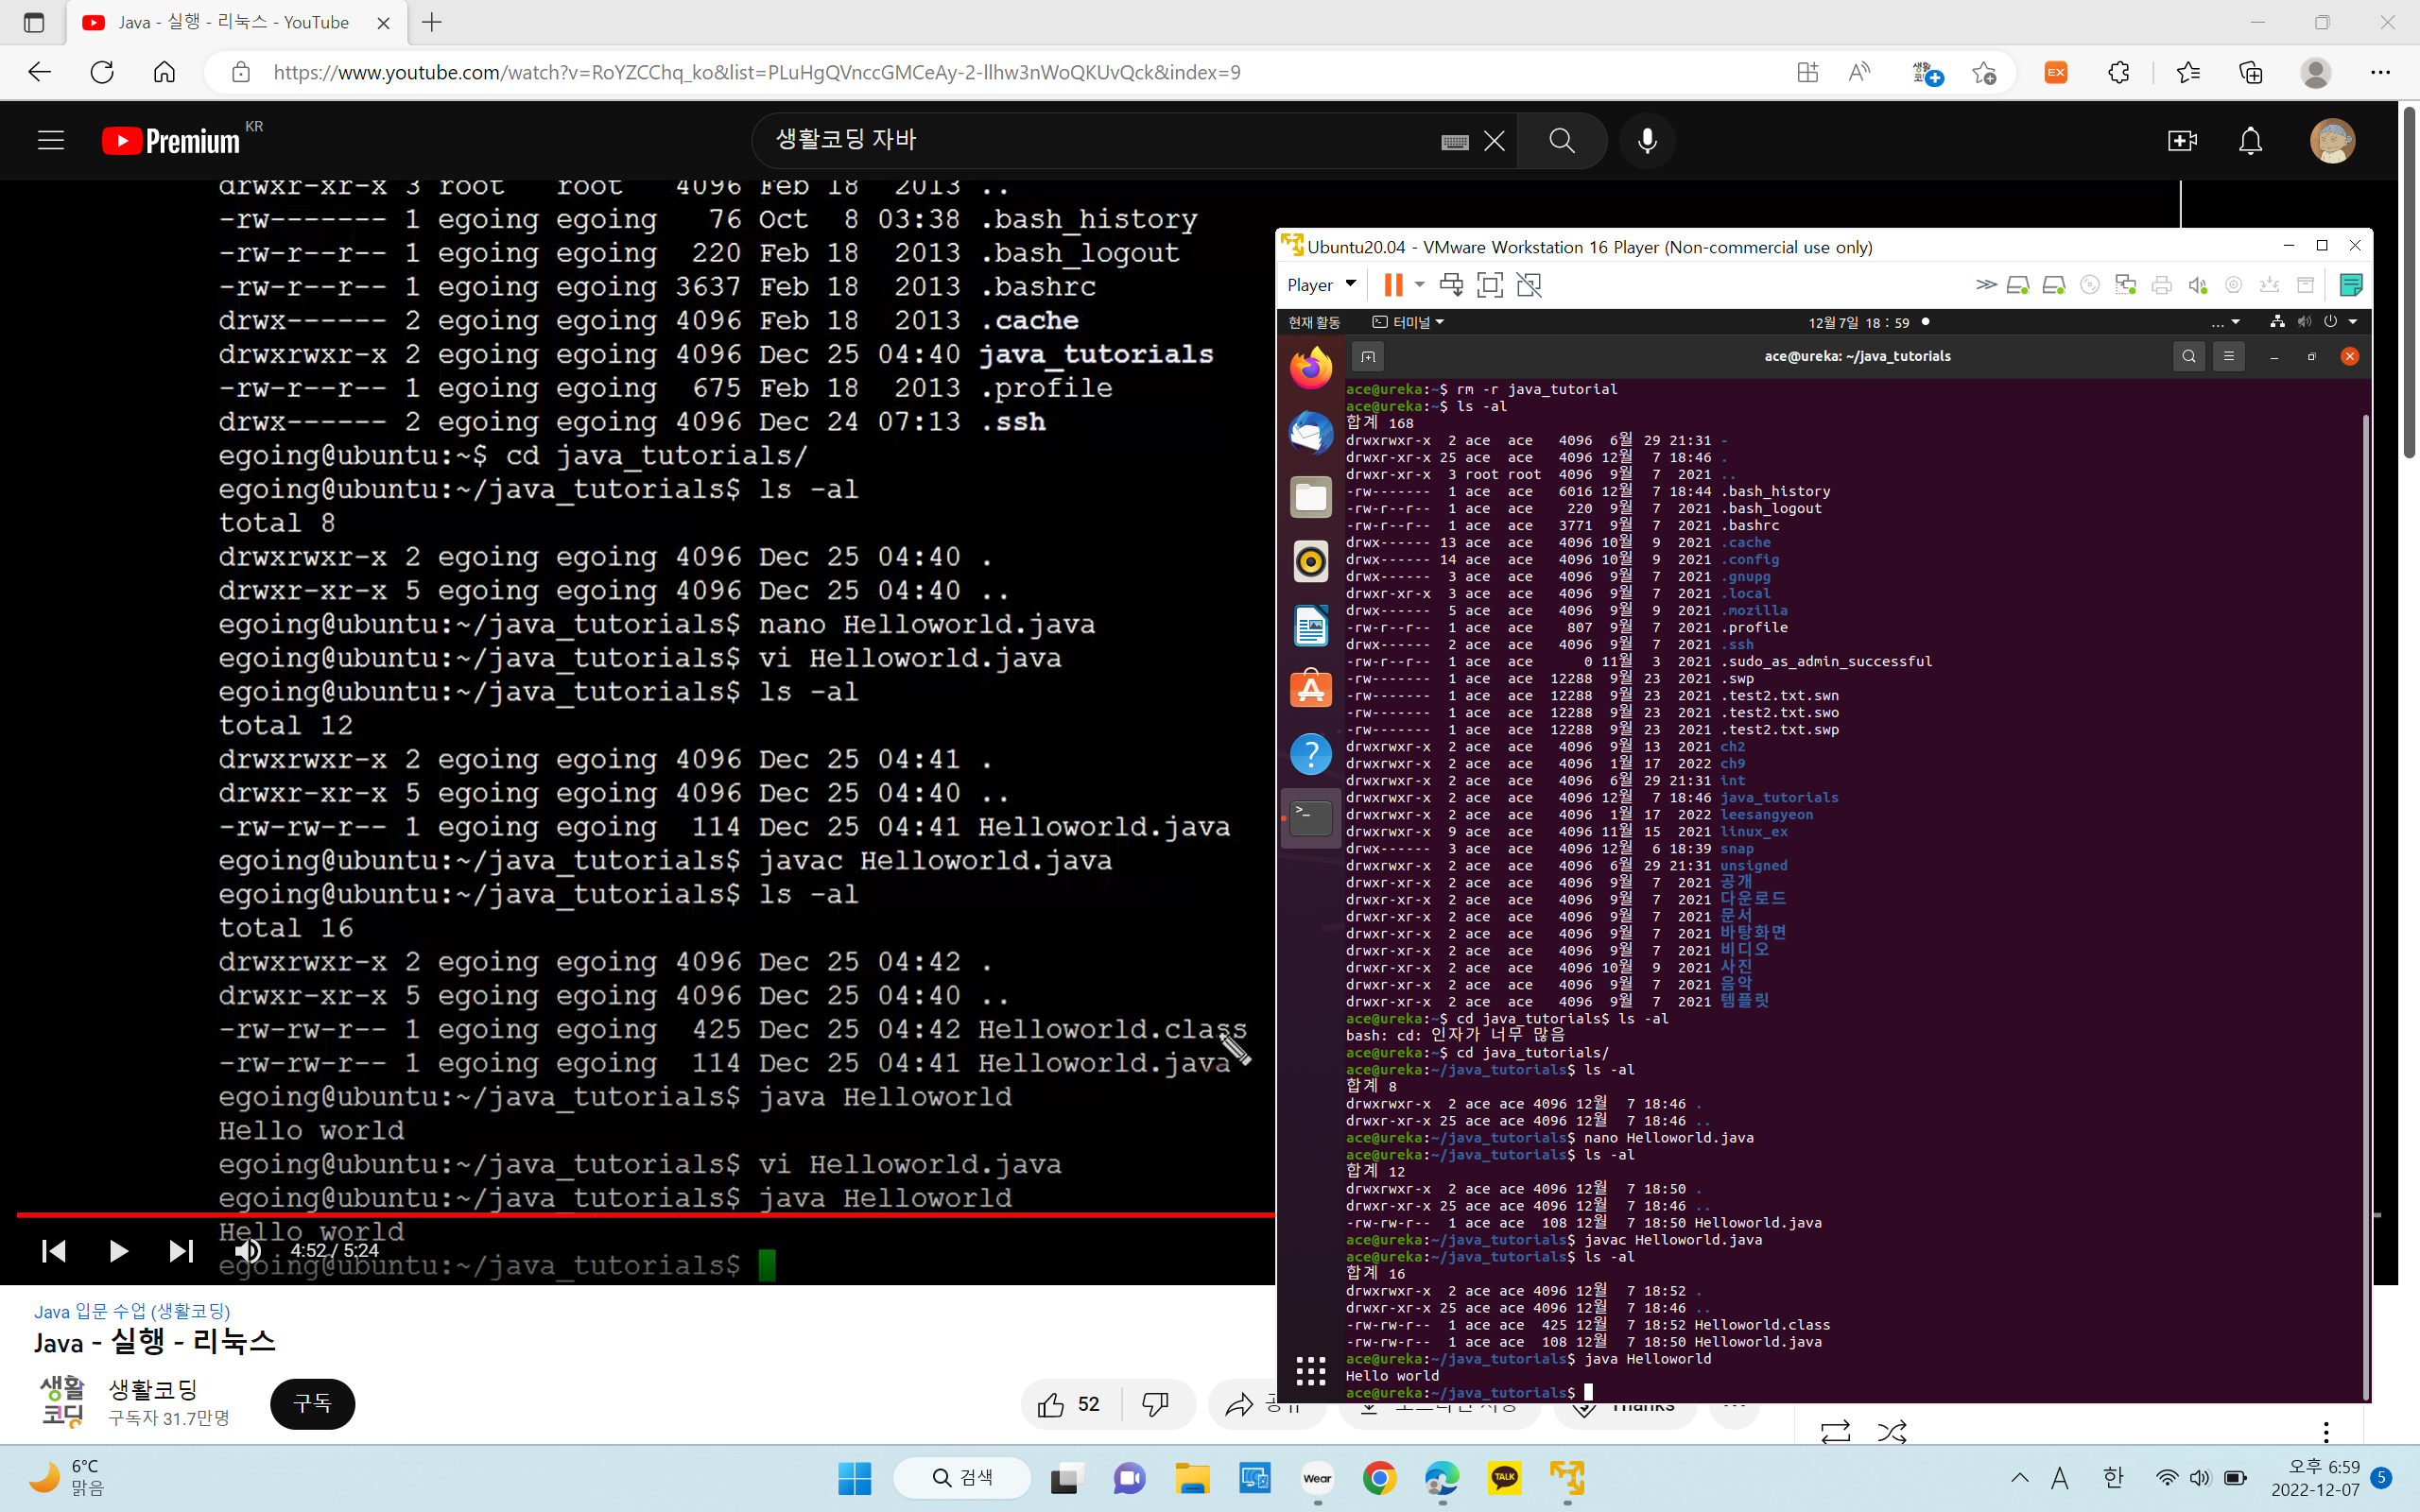 Java - 실행 - 리눅스 - YouTube
https://www.youtube.com/watch?v=RoYZCChq_ko&list=PLuHgQVnccGMCeAy-2-llhw3nWoQKUvQck&index=9
생활
EX
Premium KR
생활코딩 자바
drwxr-xr-x 3 root   root   4096 Feb 18  2013 ..
-rw------- 1 egoing egoing   76 Oct  8 03:38 .bash_history
-rw-r--r-- 1 egoing egoing  220 Feb 18  2013 .bash_logout
-rw-r--r-- 1 egoing egoing 3637 Feb 18  2013 .bashrc
drwx------ 2 egoing egoing 4096 Feb 18  2013 .cache
drwxrwxr-x 2 egoing egoing 4096 Dec 25 04:40 java_tutorials
-rw-r--r-- 1 egoing egoing  675 Feb 18  2013 .profile
drwx------ 2 egoing egoing 4096 Dec 24 07:13 .ssh
egoing@ubuntu:~$ cd java_tutorials/
egoing@ubuntu:~/java_tutorials$ ls -al
total 8
drwxrwxr-x 2 egoing egoing 4096 Dec 25 04:40 .
drwxr-xr-x 5 egoing egoing 4096 Dec 25 04:40 ..
egoing@ubuntu:~/java_tutorials$ nano Helloworld.java
egoing@ubuntu:~/java_tutorials$ vi Helloworld.java
egoing@ubuntu:~/java_tutorials$ ls -al
total 12
drwxrwxr-x 2 egoing egoing 4096 Dec 25 04:41 .
drwxr-xr-x 5 egoing egoing 4096 Dec 25 04:40 ..
-rw-rw-r-- 1 egoing egoing  114 Dec 25 04:41 Helloworld.java
egoing@ubuntu:~/java_tutorials$ javac Helloworld.java
egoing@ubuntu:~/java_tutorials$ ls -al
total 16
drwxrwxr-x 2 egoing egoing 4096 Dec 25 04:42 .
drwxr-xr-x 5 egoing egoing 4096 Dec 25 04:40 ..
-rw-rw-r-- 1 egoing egoing  425 Dec 25 04:42 Helloworld.class
-rw-rw-r-- 1 egoing egoing  114 Dec 25 04:41 Helloworld.java
egoing@ubuntu:~/java_tutorials$ java Helloworld
Hello world
egoing@ubuntu:~/java_tutorials$ vi Helloworld.java
egoing@ubuntu:~/java_tutorials$ java Helloworld
Hello world
4:52 / 5:24
egoing@ubuntu:~/java_tutorials$
Java 입문 수업 (생활코딩)
Java - 실행 - 리눅스
생활
코딩
생활코딩
구독자 31.7만명
구독
52
공유
오프라인 저장
Thanks
Ubuntu20.04 - VMware Workstation 16 Player (Non-commercial use only)
Player
현재 활동
터미널
12월 7일 18 : 59
ace@ureka: ~/java_tutorials
ace@ureka:~$ rm -r java_tutorial
ace@ureka:~$ ls -al
합계 168
drwxrwxr-x  2 ace  ace   4096  6월 29 21:31 -
drwxr-xr-x 25 ace  ace   4096 12월  7 18:46 .
drwxr-xr-x  3 root root  4096  9월  7  2021 ..
-rw-------  1 ace  ace   6016 12월  7 18:44 .bash_history
-rw-r--r--  1 ace  ace    220  9월  7  2021 .bash_logout
-rw-r--r--  1 ace  ace   3771  9월  7  2021 .bashrc
drwx------ 13 ace  ace   4096 10월  9  2021 .cache
drwx------ 14 ace  ace   4096 10월  9  2021 .config
drwx------  3 ace  ace   4096  9월  7  2021 .gnupg
drwxr-xr-x  3 ace  ace   4096  9월  7  2021 .local
drwx------  5 ace  ace   4096  9월  9  2021 .mozilla
-rw-r--r--  1 ace  ace    807  9월  7  2021 .profile
drwx------  2 ace  ace   4096  9월  7  2021 .ssh
-rw-r--r--  1 ace  ace      0 11월  3  2021 .sudo_as_admin_successful
-rw-------  1 ace  ace  12288  9월 23  2021 .swp
-rw-------  1 ace  ace  12288  9월 23  2021 .test2.txt.swn
-rw-------  1 ace  ace  12288  9월 23  2021 .test2.txt.swo
-rw-------  1 ace  ace  12288  9월 23  2021 .test2.txt.swp
drwxrwxr-x  2 ace  ace   4096  9월 13  2021 ch2
drwxrwxr-x  2 ace  ace   4096  1월 17  2022 ch9
drwxrwxr-x  2 ace  ace   4096  6월 29 21:31 int
drwxrwxr-x  2 ace  ace   4096 12월  7 18:46 java_tutorials
drwxrwxr-x  2 ace  ace   4096  1월 17  2022 leesangyeon
drwxrwxr-x  9 ace  ace   4096 11월 15  2021 linux_ex
drwx------  3 ace  ace   4096 12월  6 18:39 snap
drwxrwxr-x  2 ace  ace   4096  6월 29 21:31 unsigned
drwxr-xr-x  2 ace  ace   4096  9월  7  2021 공개
drwxr-xr-x  2 ace  ace   4096  9월  7  2021 다운로드
drwxr-xr-x  2 ace  ace   4096  9월  7  2021 문서
drwxr-xr-x  2 ace  ace   4096  9월  7  2021 바탕화면
drwxr-xr-x  2 ace  ace   4096  9월  7  2021 비디오
drwxr-xr-x  2 ace  ace   4096 10월  9  2021 사진
drwxr-xr-x  2 ace  ace   4096  9월  7  2021 음악
drwxr-xr-x  2 ace  ace   4096  9월  7  2021 템플릿
ace@ureka:~$ cd java_tutorials$ ls -al
bash: cd: 인자가 너무 많음
ace@ureka:~$ cd java_tutorials/
ace@ureka:~/java_tutorials$ ls -al
합계 8
drwxrwxr-x  2 ace ace 4096 12월  7 18:46 .
drwxr-xr-x 25 ace ace 4096 12월  7 18:46 ..
ace@ureka:~/java_tutorials$ nano Helloworld.java
ace@ureka:~/java_tutorials$ ls -al
합계 12
drwxrwxr-x  2 ace ace 4096 12월  7 18:50 .
drwxr-xr-x 25 ace ace 4096 12월  7 18:46 ..
-rw-rw-r--  1 ace ace  108 12월  7 18:50 Helloworld.java
ace@ureka:~/java_tutorials$ javac Helloworld.java
ace@ureka:~/java_tutorials$ ls -al
합계 16
drwxrwxr-x  2 ace ace 4096 12월  7 18:52 .
drwxr-xr-x 25 ace ace 4096 12월  7 18:46 ..
-rw-rw-r--  1 ace ace  425 12월  7 18:52 Helloworld.class
-rw-rw-r--  1 ace ace  108 12월  7 18:50 Helloworld.java
ace@ureka:~/java_tutorials$ java Helloworld
Hello world
ace@ureka:~/java_tutorials$
6°C
맑음
검색
Wear
TALK
A
한
오후 6:59
2022-12-07
5